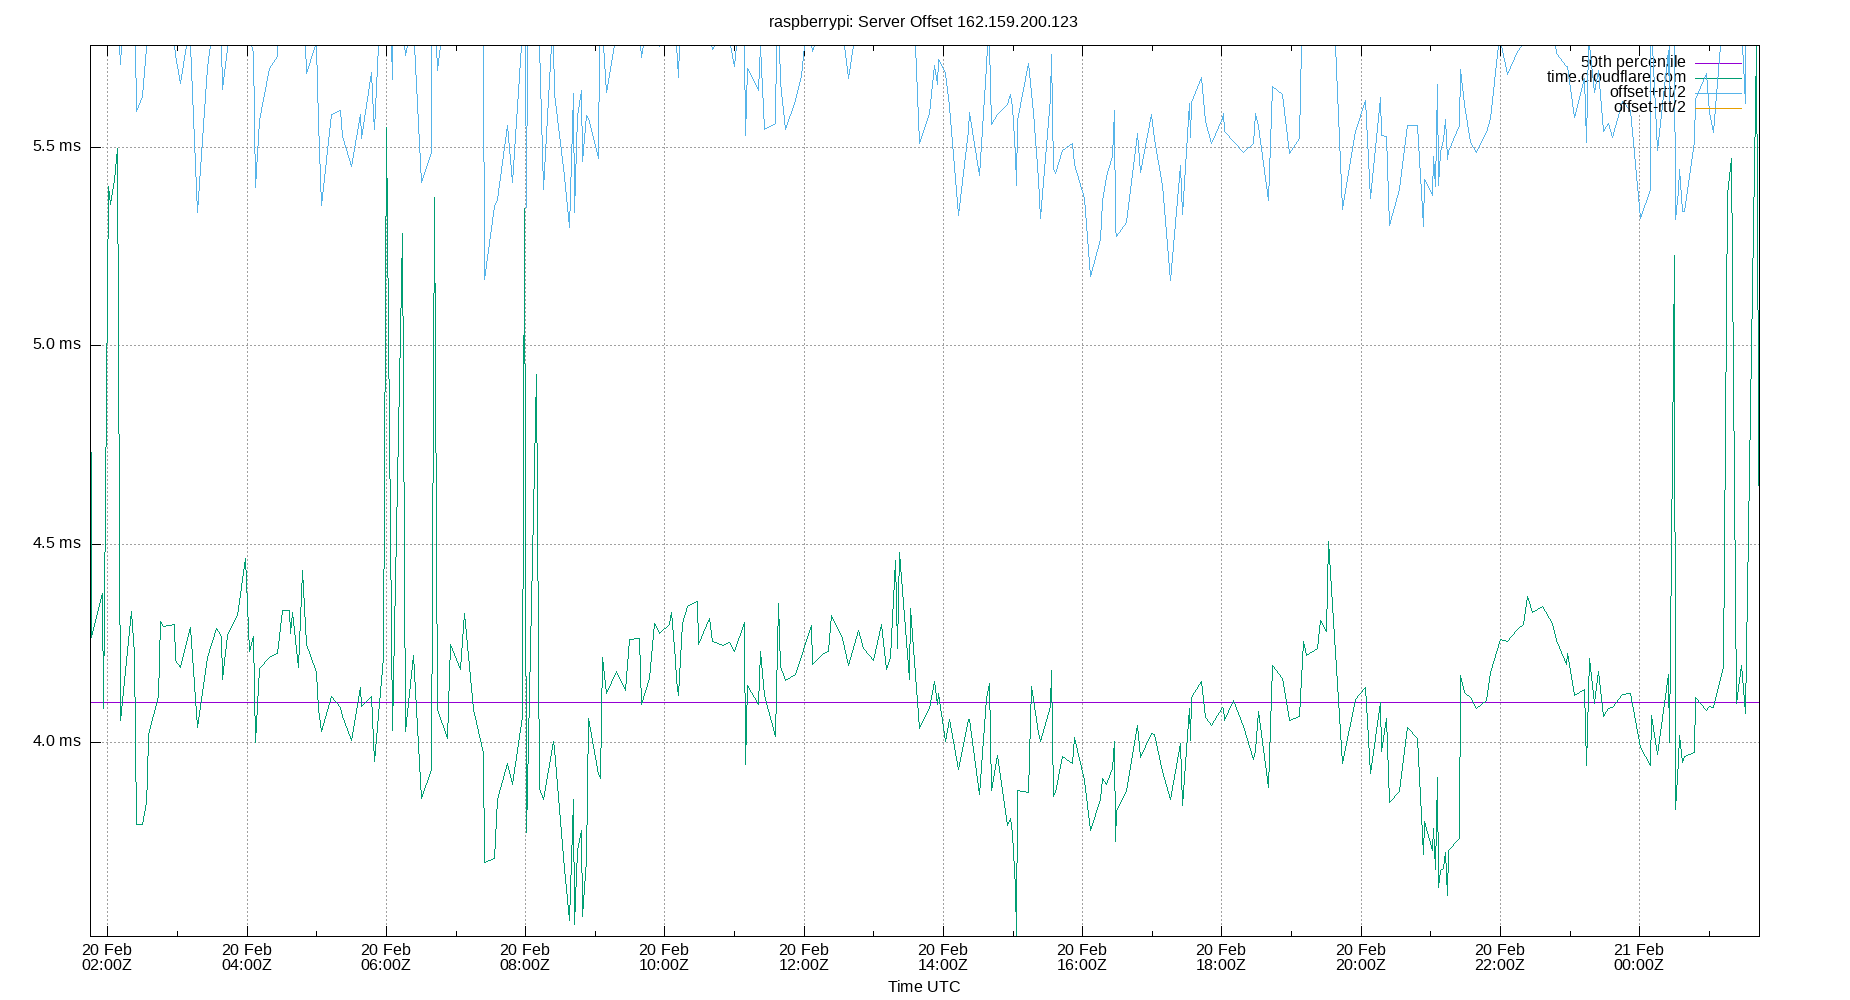 raspberrypi: Server Offset 162.159.200.123
50th percentile
time.cloudflare.com
offset+rtt/2
offset-rtt/2
5.5 ms
5.0 ms
4.5 ms
4.0 ms
20 Feb 20 Feb 20 Feb 20 Feb 20 Feb 20 Feb 20 Feb 20 Feb 20 Feb 20 Feb 20 Feb 21 Feb
02:00Z 04:00Z 06:00Z 08:00Z 10:00Z 12:00Z 14:00Z 16:00Z 18:00Z 20:00Z 22:00Z 00:00Z
Time UTC